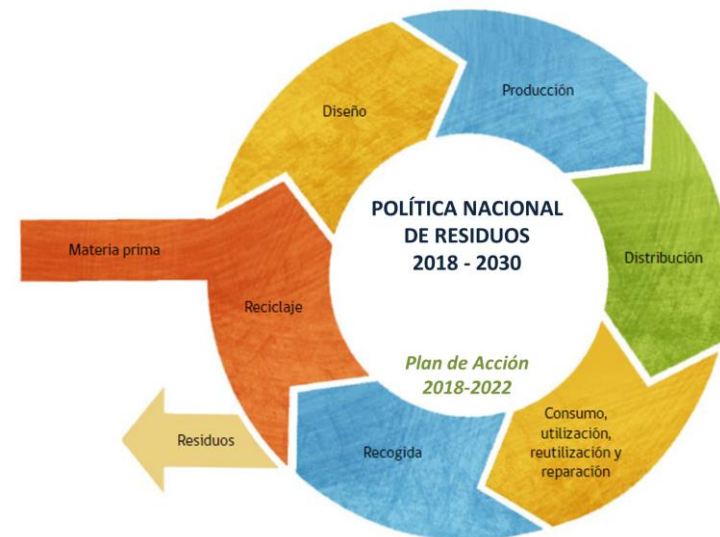 Diseño
Producción
POLÍTICA NACIONAL
DE RESIDUOS
2018 - 2030
Materia prima
Distribución
Reciclaje
Plan de Acción
2018-2022
Consumo,
utilización,
reutilización y
reparación
Residuos
Recogida